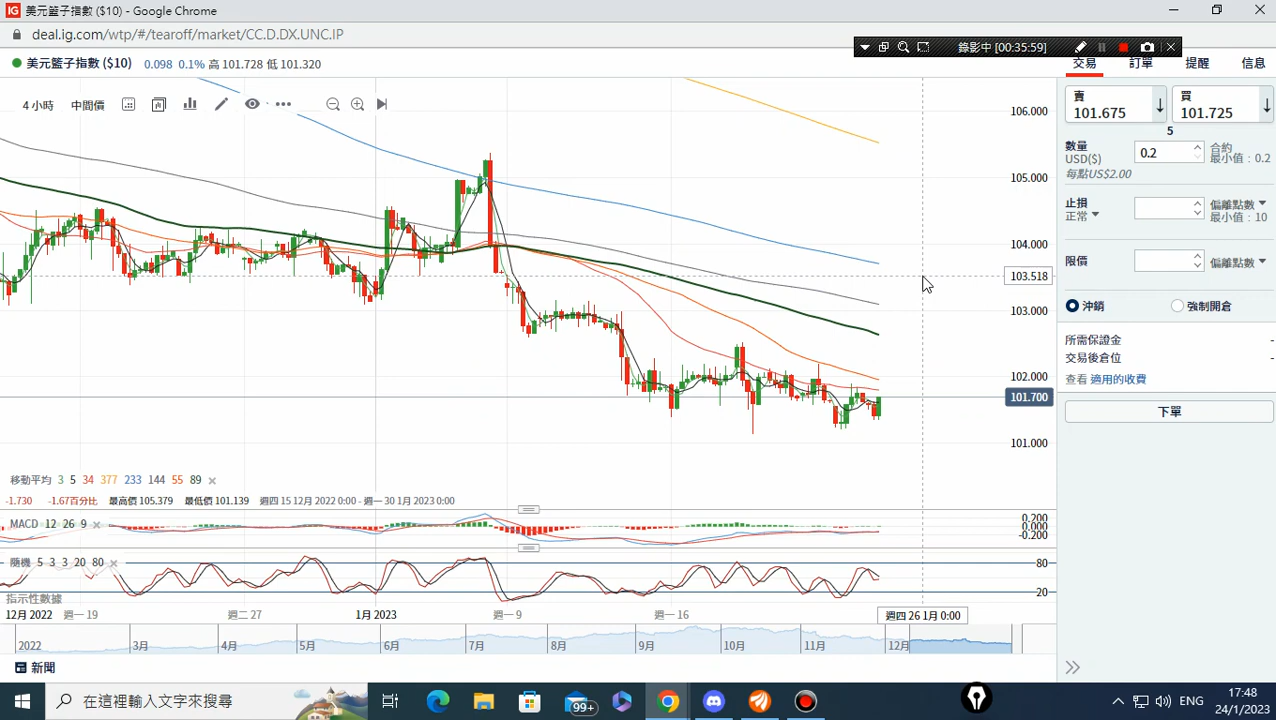 IG 美元籃子指數 ($10) - Google Chrome
deal.ig.com/wtp/#/tearoff/market/CC.D.DX.UNC.IP
錄影中 [00:35:59]
美元籃子指數 ($10) 0.098 0.1% 高 101.728 低 101.320
交易 訂單 提醒 信息
4 小時 中間價
賣
101.675
買
101.725
5
數量
USD($)
0.2
合約
最小值 : 0.2
每點US$2.00
止損
正常
偏離點數
最小值 : 10
限價
偏離點數
沖銷 強制開倉
所需保證金 -
交易後倉位 -
查看 適用的收費
下單
106.000
105.000
104.000
103.518
103.000
102.000
101.700
101.000
移動平均 3 5 34 377 233 144 55 89
-1.730 -1.67百分比 最高價 105.379 最低價 101.139 週四 15 12月 2022 0:00 - 週一 30 1月 2023 0:00
MACD 12 26 9
0.200
0.000
-0.200
隨機 5 3 3 20 80
80
20
指示性數據
12月 2022 週一 19 週二 27 1月 2023 週一 9 週一 16 週四 26 1月 0:00
2022 3月 4月 5月 6月 7月 8月 9月 10月 11月 12月
新聞
在這裡輸入文字來搜尋
99+
ENG
17:48
24/1/2023